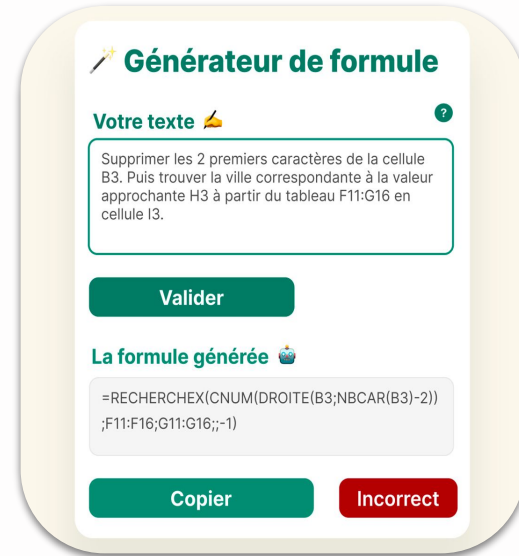 Générateur de formule
Votre texte
?
Supprimer les 2 premiers caractères de la cellule
B3. Puis trouver la ville correspondante à la valeur
approchante H3 à partir du tableau F11:G16 en
cellule I3.
Valider
La formule générée
=RECHERCHEX(CNUM(DROITE(B3;NBCAR(B3)-2))
;F11:F16;G11:G16;;-1)
Copier
Incorrect